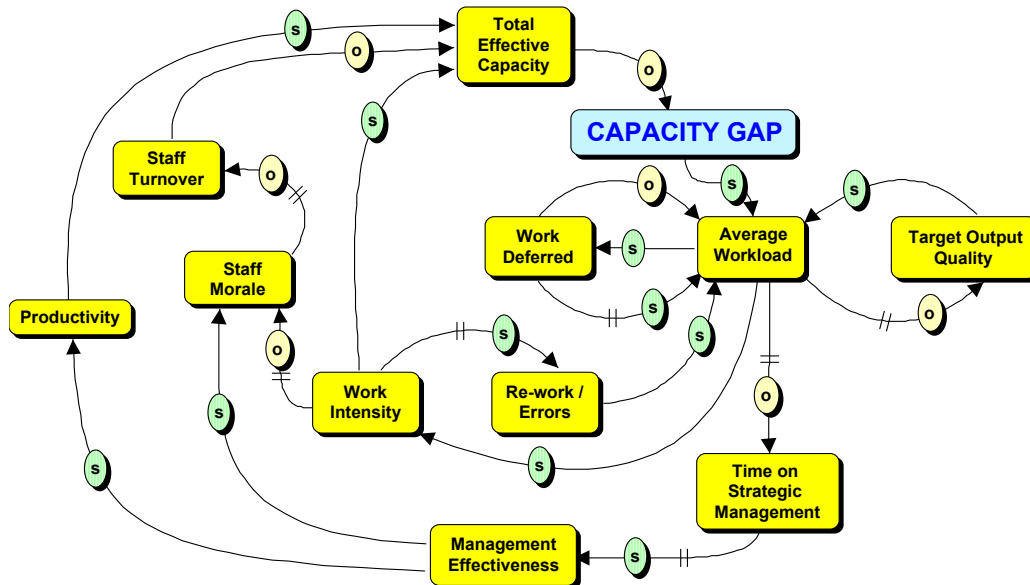 s
Total
Effective
Capacity
o
o
CAPACITY GAP
s
Staff
Turnover
o
o
s
s
Work
Deferred
s
Average
Workload
Target Output
Quality
Staff
Morale
s
s
o
Productivity
s
o
Work
Intensity
Re-work /
Errors
o
s
s
s
Time on
Strategic
Management
Management
Effectiveness
s